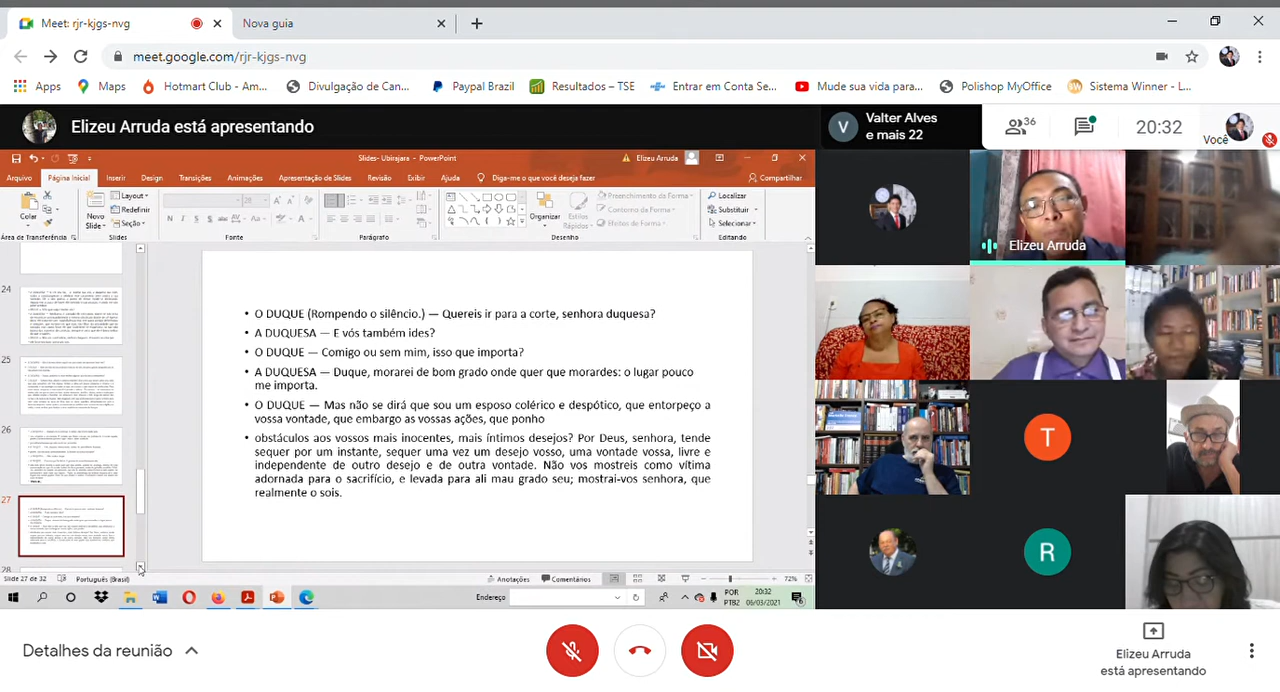 Meet: rjr-kjgs-nvg
Nova guia
meet.google.com/rjr-kjgs-nvg
Apps
Maps
Hotmart Club - Am...
Divulgação de Can...
Paypal Brazil
Resultados – TSE
Entrar em Conta Se...
Mude sua vida para...
Polishop MyOffice
Sistema Winner - L...
Elizeu Arruda está apresentando
V
Valter Alves
e mais 22
36
20:32
Você
Slides- Ubirajara - PowerPoint
Elizeu Arruda
Arquivo
Página Inicial
Inserir
Design
Transições
Animações
Apresentação de Slides
Revisão
Exibir
Ajuda
Diga-me o que você deseja fazer
Compartilhar
Colar
Novo
Slide
Layout
Redefinir
Seção
Organizar
Estilos
Rápidos
Preenchimento da Forma
Contorno da Forma
Efeitos de Forma
Localizar
Substituir
Selecionar
Área de Transferência
Slides
Fonte
Parágrafo
Desenho
Editando
24
25
26
27
28
• O DUQUE (Rompendo o silêncio.) — Quereis ir para a corte, senhora duquesa?
• A DUQUESA — E vós também ides?
• O DUQUE — Comigo ou sem mim, isso que importa?
• A DUQUESA — Duque, morarei de bom grado onde quer que morardes: o lugar pouco
me importa.
• O DUQUE — Mas não se dirá que sou um esposo colérico e despótico, que entorpeço a
vossa vontade, que embargo as vossas ações, que ponho
• obstáculos aos vossos mais inocentes, mais puros desejos? Por Deus, senhora, tende
sequer por um instante, sequer uma vez um desejo vosso, uma vontade vossa, livre e
independente de outro desejo e de outra vontade. Não vos mostreis como vítima
adornada para o sacrifício, e levada para ali mau grado seu; mostrai-vos senhora, que
realmente o sois.
Slide 27 de 32
Português (Brasil)
Anotações
Comentários
72%
Endereço
POR
PTB2
20:32
06/03/2021
Elizeu Arruda
T
R
Detalhes da reunião
Elizeu Arruda
está apresentando